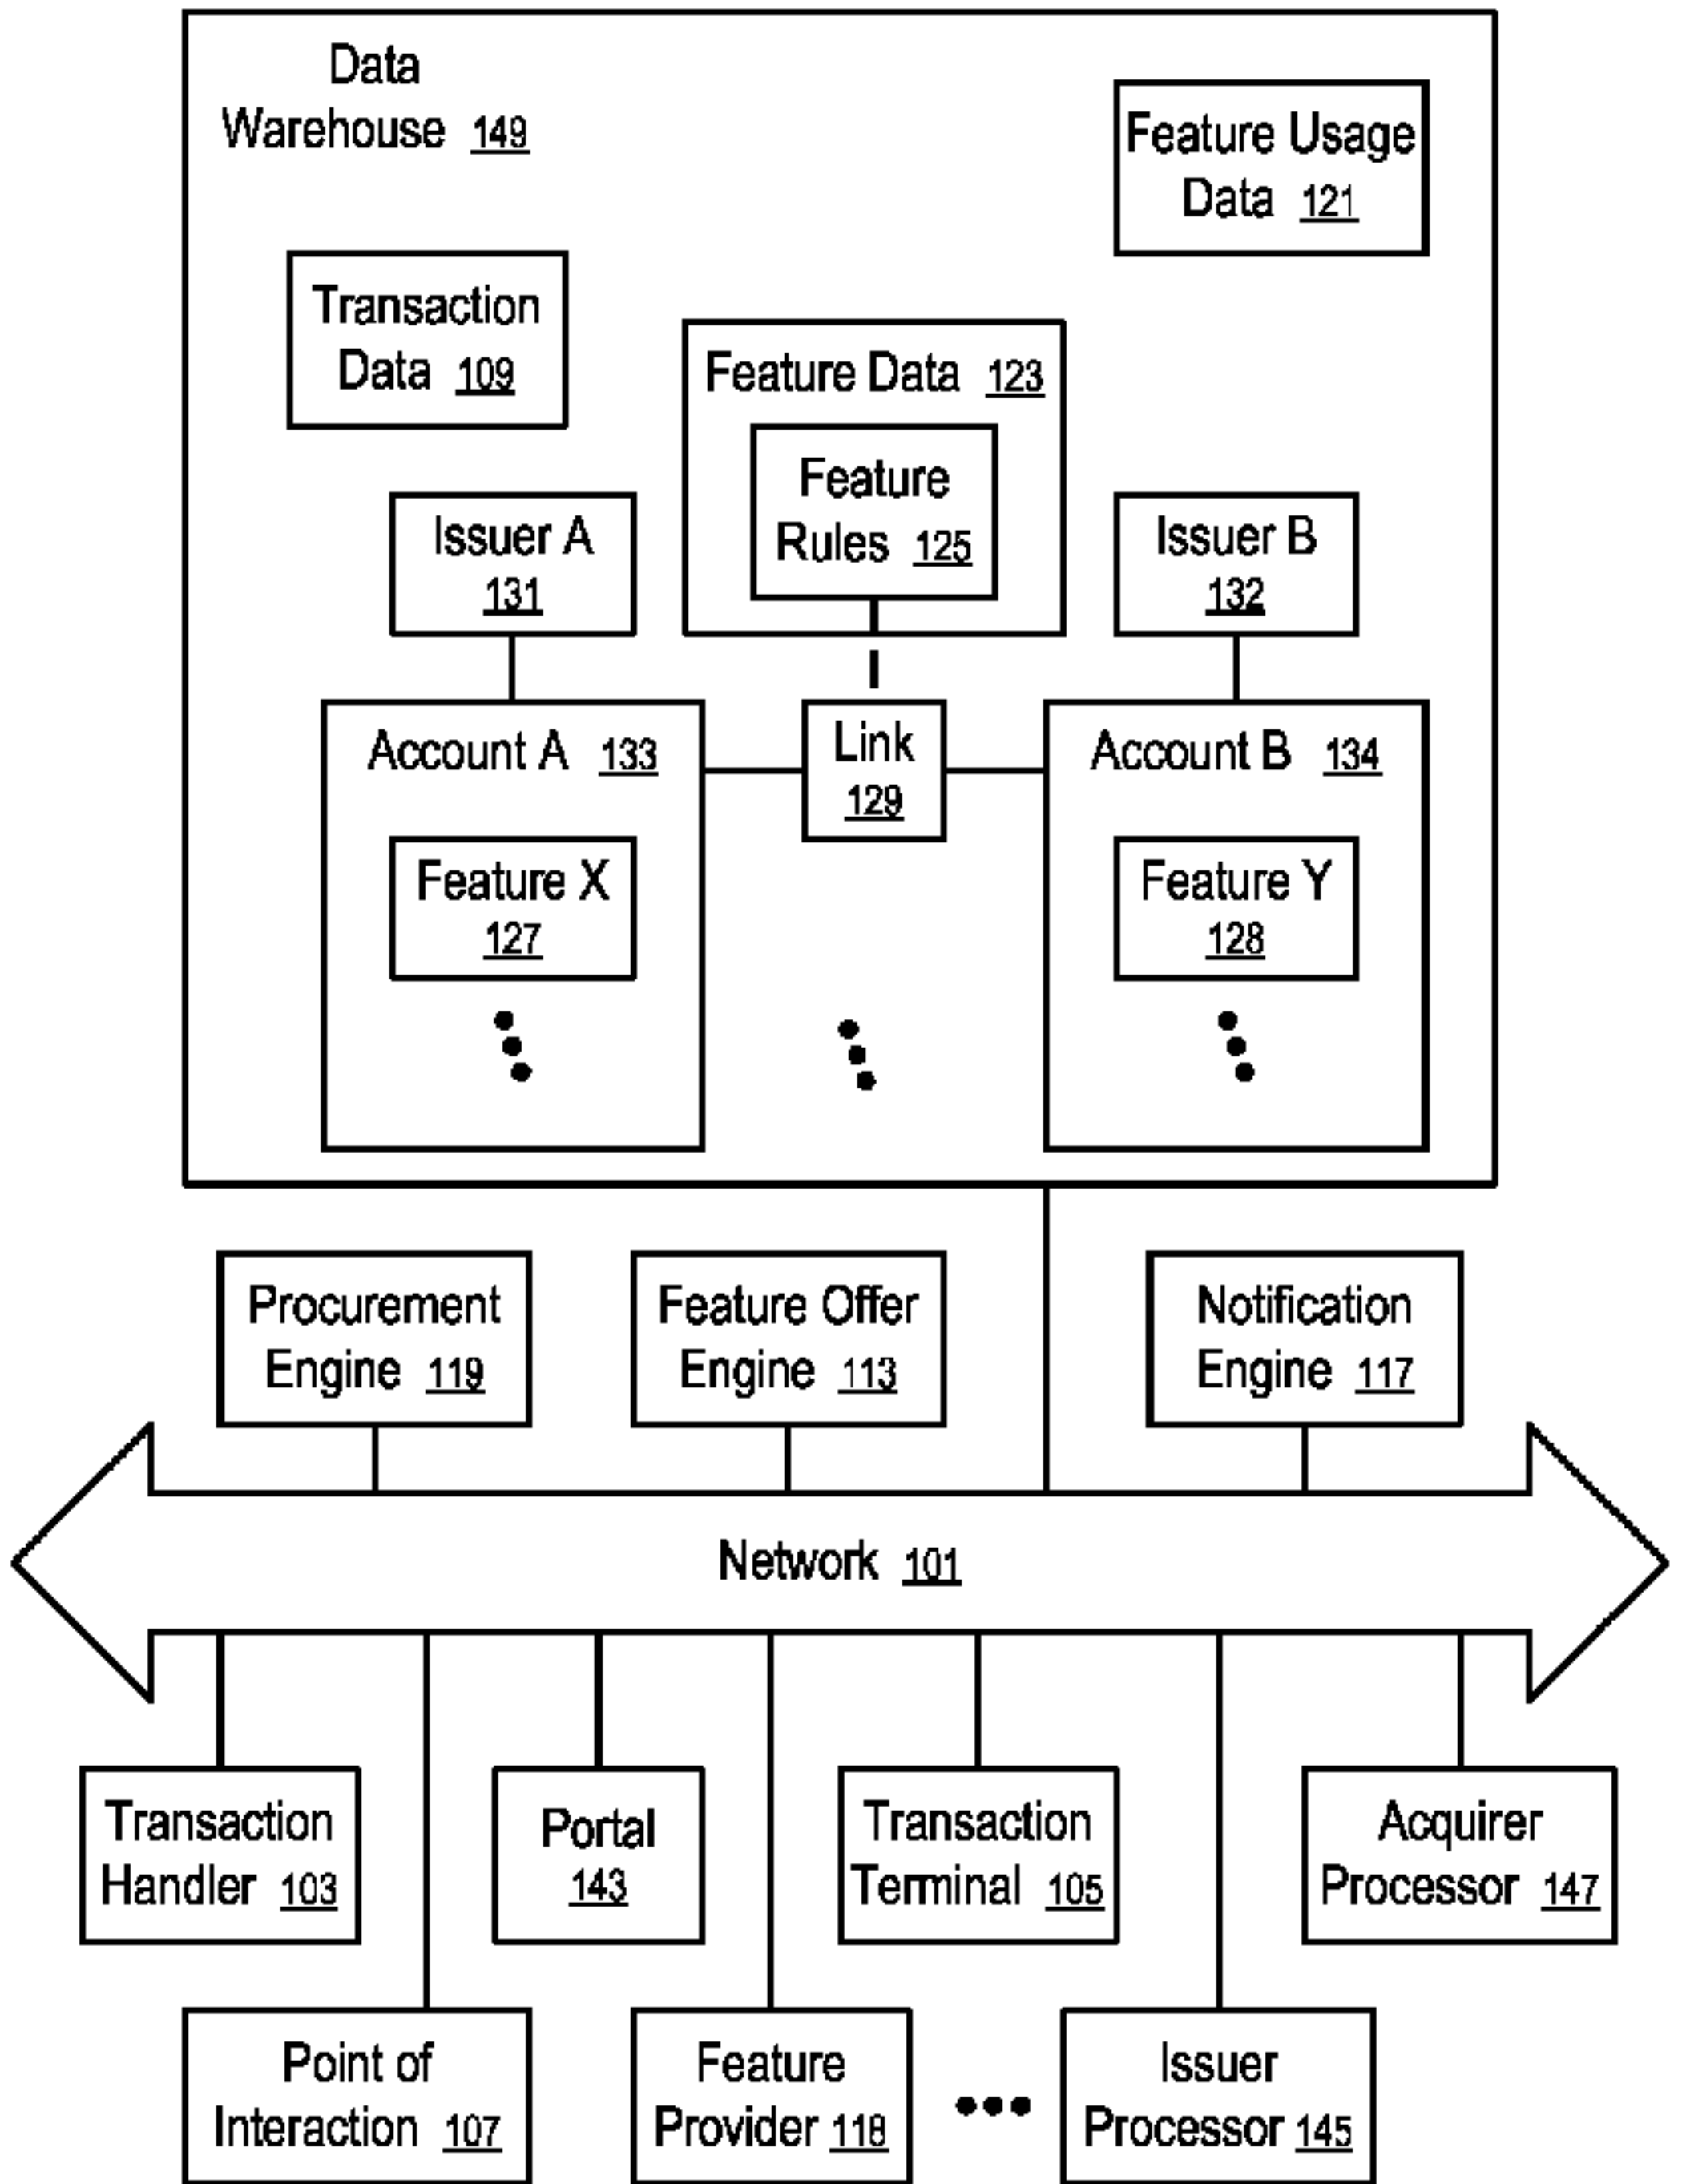 Data
Warehouse 149
Feature Usage
Data 121
Transaction
Data 109
Feature Data 123
Feature
Rules 125
Issuer A
131
Issuer B
132
Account A 133
Link
129
Account B 134
Feature X
127
Feature Y
128
Procurement
Engine 119
Feature Offer
Engine 113
Notification
Engine 117
Network 101
Transaction
Handler 103
Portal
143
Transaction
Terminal 105
Acquirer
Processor 147
Point of
Interaction 107
Feature
Provider 118
Issuer
Processor 145